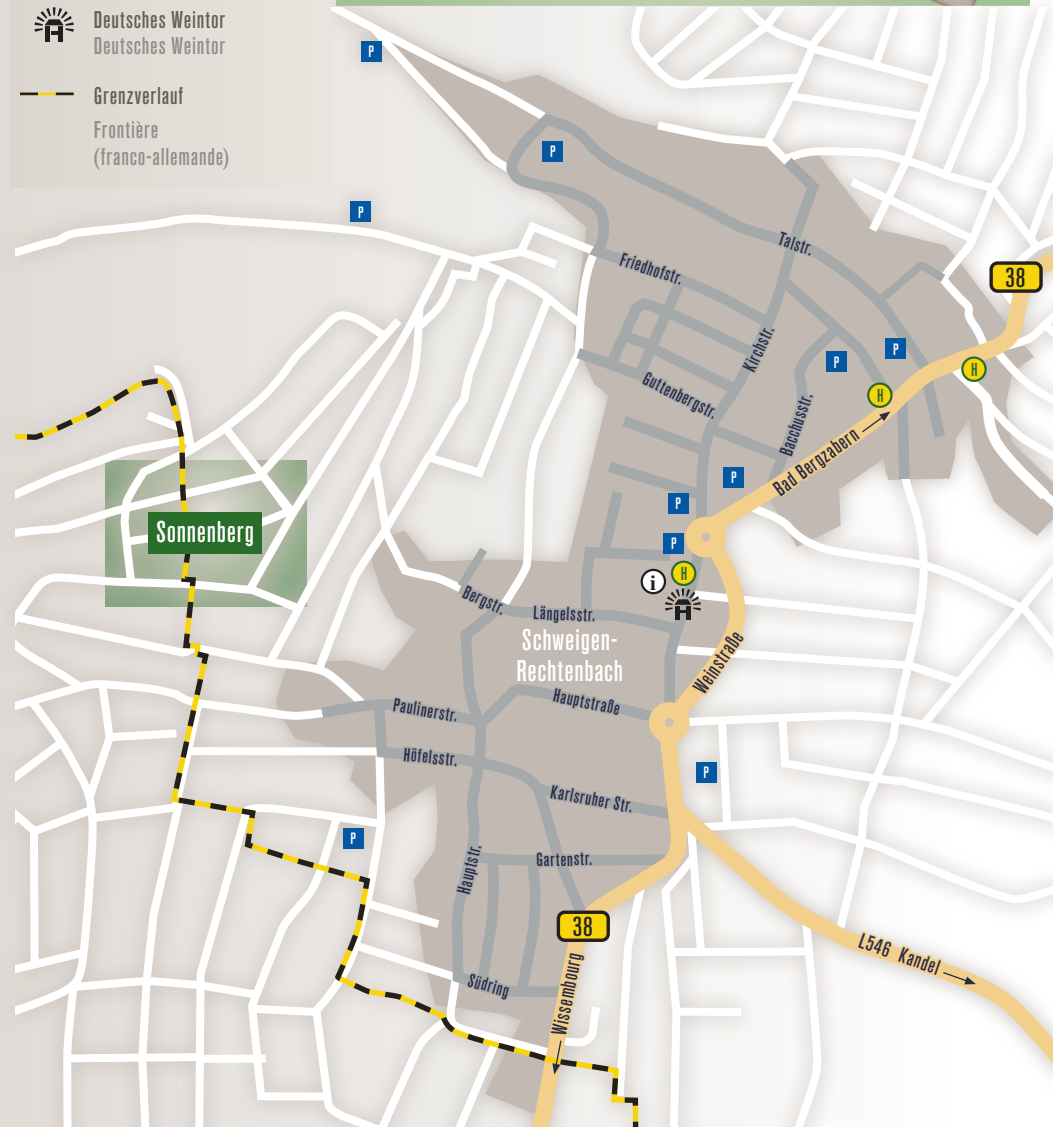 Deutsches Weintor
Deutsches Weintor
Grenzverlauf
Frontière
(franco-allemande)
P
P
P
Talstr.
Friedhofstr.
38
Kirchstr.
P
P
H
H
Guttenbergstr.
Bacchusstr.
Bad Bergzabern
P
P
Sonnenberg
P
i
H
Bergstr.
Längelsstr.
Schweigen-
Rechtenbach
Weinstraße
Hauptstraße
Paulinerstr.
Höfelsstr.
P
Karlsruher Str.
P
Gartenstr.
Hauptstr.
38
L546 Kandel
Südring
Wissembourg